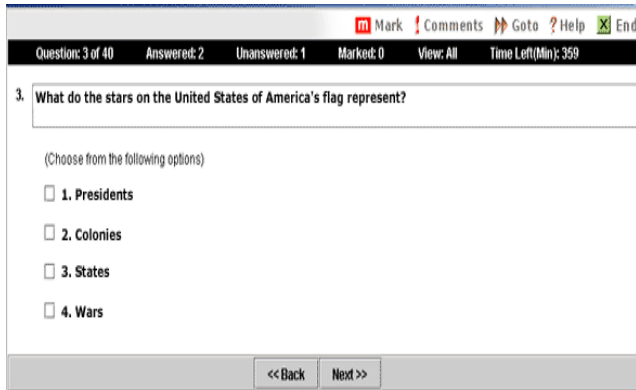 m Mark ! Comments Goto ? Help X End
Question: 3 of 40 Answered: 2 Unanswered: 1 Marked: 0 View: All Time Left(Min): 359
3. What do the stars on the United States of America's flag represent?
(Choose from the following options)
1. Presidents
2. Colonies
3. States
4. Wars
<< Back Next >>